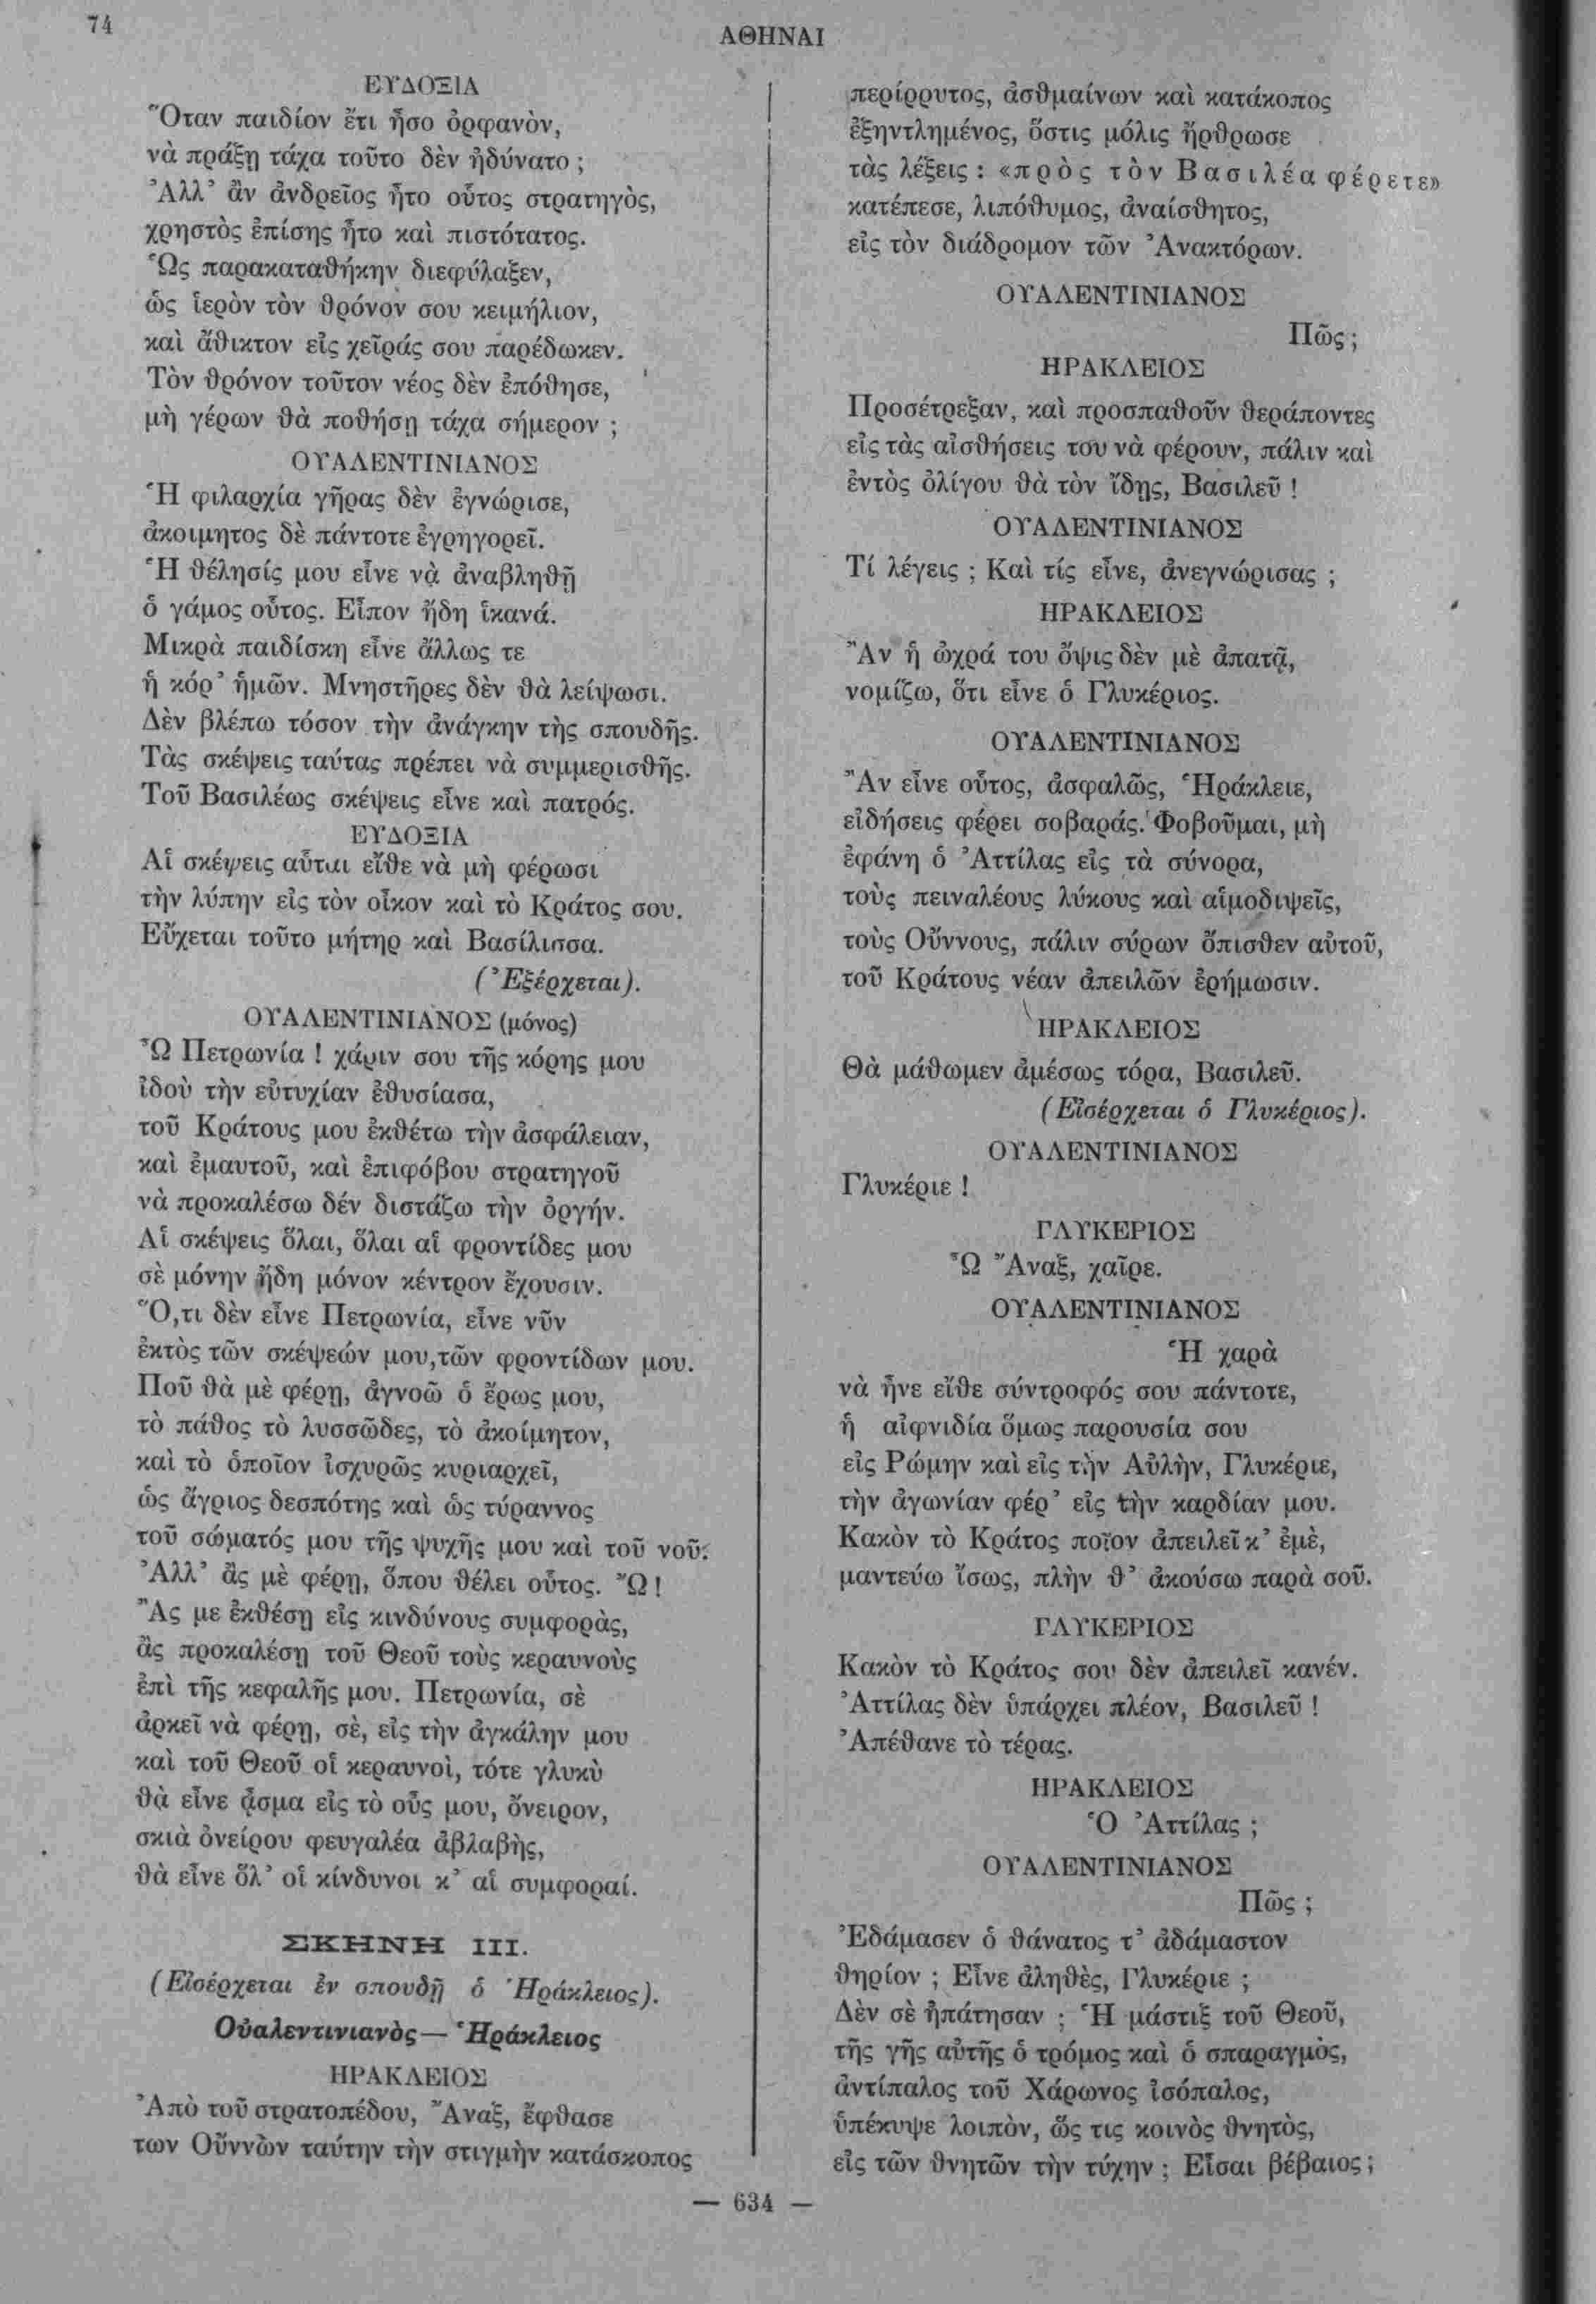 74
ΑΘΗΝΑΙ
ΕΥΔΟΞΙΑ
Ὅταν παιδίον ἔτι ἦσο ὀρφανὸν,
νὰ πράξῃ τάχα τοῦτο δὲν ἠδύνατο ;
Ἀλλ’ ἂν ἀνδρεῖος ἦτο οὗτος στρατηγὸς,
χρηστὸς ἐπίσης ἦτο καὶ πιστότατος.
Ὡς παρακαταθήκην διεφύλαξεν,
ὡς ἱερὸν τὸν θρόνον σου κειμήλιον,
καὶ ἄθικτον εἰς χεῖράς σου παρέδωκεν.
Τὸν θρόνον τοῦτον νέος δὲν ἐπόθησε,
μὴ γέρων θὰ ποθήσῃ τάχα σήμερον ;
ΟΥΑΛΕΝΤΙΝΙΑΝΟΣ
Ἡ φιλαρχία γῆρας δὲν ἐγνώρισε,
ἀκοιμητος δὲ πάντοτε ἐγρηγορεῖ.
Ἡ θέλησίς μου εἶνε νὰ ἀναβληθῇ
ὁ γάμος οὗτος. Εἶπον ἤδη ἱκανά.
Μικρὰ παιδίσκη εἶνε ἄλλως τε
ἡ κόρ’ ἡμῶν. Μνηστῆρες δὲν θὰ λείψωσι.
Δὲν βλέπω τόσον τὴν ἀνάγκην τῆς σπουδῆς.
Τὰς σκέψεις ταύτας πρέπει νὰ συμμερισθῆς.
Τοῦ Βασιλέως σκέψεις εἶνε καὶ πατρός.
ΕΥΔΟΞΙΑ
Αἱ σκέψεις αὗται εἴθε νὰ μὴ φέρωσι
τὴν λύπην εἰς τὸν οἶκον καὶ τὸ Κράτος σου.
Εὔχεται τοῦτο μήτηρ καὶ Βασίλισσα.
(Ἐξέρχεται).
ΟΥΑΛΕΝΤΙΝΙΑΝΟΣ (μόνος)
Ὦ Πετρωνία ! χάριν σου τῆς κόρης μου
ἰδοὺ τὴν εὐτυχίαν ἐθυσίασα,
τοῦ Κράτους μου ἐκθέτω τὴν ἀσφάλειαν,
καὶ ἐμαυτοῦ, καὶ ἐπιφόβου στρατηγοῦ
νὰ προκαλέσω δέν διστάζω τὴν ὀργήν.
Αἱ σκέψεις ὅλαι, ὅλαι αἱ φροντίδες μου
σὲ μόνην ἤδη μόνον κέντρον ἔχουσιν.
Ὅ,τι δὲν εἶνε Πετρωνία, εἶνε νῦν
ἐκτὸς τῶν σκέψεών μου,τῶν φροντίδων μου.
Ποῦ θὰ μὲ φέρῃ, ἀγνοῶ ὁ ἔρως μου,
τὸ πάθος τὸ λυσσῶδες, τὸ ἀκοίμητον,
καὶ τὸ ὁποῖον ἰσχυρῶς κυριαρχεῖ,
ὡς ἄγριος δεσπότης καὶ ὡς τύραννος
τοῦ σώματός μου τῆς ψυχῆς μου καὶ τοῦ νοῦ.
Ἀλλ’ ἂς μὲ φέρῃ, ὅπου θέλει οὗτος. Ὢ !
Ἂς με ἐκθέσῃ εἰς κινδύνους συμφορὰς,
ἂς προκαλέσῃ τοῦ Θεοῦ τοὺς κεραυνοὺς
ἐπὶ τῆς κεφαλῆς μου. Πετρωνία, σὲ
ἀρκεῖ νὰ φέρῃ, σὲ, εἰς τὴν ἀγκάλην μου
καὶ τοῦ Θεοῦ οἱ κεραυνοὶ, τότε γλυκὺ
θὰ εἶνε ᾆσμα εἰς τὸ οὖς μου, ὄνειρον,
σκιὰ ὀνείρου φευγαλέα ἀβλαβὴς,
θὰ εἶνε ὅλ’ οἱ κίνδυνοι κ’ αἱ συμφοραί.
ΣΚΗΝΗ III.
(Εἰσέρχεται ἐν σπουδῇ ὁ Ἡράκλειος).
Οὐαλεντινιανὸς — Ἡράκλειος
ΗΡΑΚΛΕΙΟΣ
Ἀπὸ τοῦ στρατοπέδου, Ἄναξ, ἔφθασε
των Οὕννων ταύτην τὴν στιγμὴν κατάσκοπος
περίρρυτος, ἀσθμαίνων καὶ κατάκοπος
ἐξηντλημένος, ὅστις μόλις ἤρθρωσε
τὰς λέξεις : «πρὸς τὸν Βασιλέα φέρετε»
κατέπεσε, λιπόθυμος, ἀναίσθητος,
εἰς τὸν διάδρομον τῶν Ἀνακτόρων.
ΟΥΑΛΕΝΤΙΝΙΑΝΟΣ
Πῶς ;
ΗΡΑΚΛΕΙΟΣ
Προσέτρεξαν, καὶ προσπαθοῦν θεράποντες
εἰς τὰς αἰσθήσεις του νὰ φέρουν, πάλιν καὶ
ἐντὸς ὀλίγου θὰ τὸν ἴδῃς, Βασιλεῦ !
ΟΥΑΛΕΝΤΙΝΙΑΝΟΣ
Τί λέγεις ; Καὶ τίς εἶνε, ἀνεγνώρισας ;
ΗΡΑΚΛΕΙΟΣ
Ἂν ἡ ὠχρά του ὄψις δὲν μὲ ἀπατᾷ,
νομίζω, ὅτι εἶνε ὁ Γλυκέριος.
ΟΥΑΛΕΝΤΙΝΙΑΝΟΣ
Ἂν εἶνε οὗτος, ἀσφαλῶς, Ἡράκλειε,
εἰδήσεις φέρει σοβαράς. Φοβοῦμαι, μὴ
ἐφάνη ὁ Ἀττίλας εἰς τὰ σύνορα,
τοὺς πειναλέους λύκους καὶ αἱμοδιψεῖς,
τοὺς Οὕννους, πάλιν σύρων ὄπισθεν αὐτοῦ,
τοῦ Κράτους νέαν ἀπειλῶν ἐρήμωσιν.
ΗΡΑΚΛΕΙΟΣ
Θὰ μάθωμεν ἀμέσως τόρα, Βασιλεῦ.
(Εἰσέρχεται ὁ Γλυκέριος).
ΟΥΑΛΕΝΤΙΝΙΑΝΟΣ
Γλυκέριε !
ΓΛΥΚΕΡΙΟΣ
Ὦ Ἄναξ, χαῖρε.
ΟΥΑΛΕΝΤΙΝΙΑΝΟΣ
Ἡ χαρὰ
νὰ ἦνε εἴθε σύντροφός σου πάντοτε,
ἡ αἰφνιδία ὅμως παρουσία σου
εἰς Ρώμην καὶ εἰς τὴν Αὐλὴν, Γλυκέριε,
τὴν ἀγωνίαν φέρ’ εἰς τὴν καρδίαν μου.
Κακὸν τὸ Κράτος ποῖον ἀπειλεῖ κ’ ἐμὲ,
μαντεύω ἴσως, πλὴν θ’ ἀκούσω παρὰ σοῦ.
ΓΛΥΚΕΡΙΟΣ
Κακὸν τὸ Κράτος σου δὲν ἀπειλεῖ κανέν.
Ἀττίλας δὲν ὑπάρχει πλέον, Βασιλεῦ !
Ἀπέθανε τὸ τέρας.
ΗΡΑΚΛΕΙΟΣ
Ὁ Ἀττίλας ;
ΟΥΑΛΕΝΤΙΝΙΑΝΟΣ
Πῶς ;
Ἐδάμασεν ὁ θάνατος τ’ ἀδάμαστον
θηρίον ; Εἶνε ἀληθὲς, Γλυκέριε ;
Δὲν σὲ ἠπάτησαν ; Ἡ μάστιξ τοῦ Θεοῦ,
τῆς γῆς αὐτῆς ὁ τρόμος καὶ ὁ σπαραγμὸς,
ἀντίπαλος τοῦ Χάρωνος ἰσόπαλος,
ὑπέκυψε λοιπὸν, ὥς τις κοινὸς θνητὸς,
εἰς τῶν θνητῶν τὴν τύχην ; Εἶσαι βέβαιος ;
— 634 —